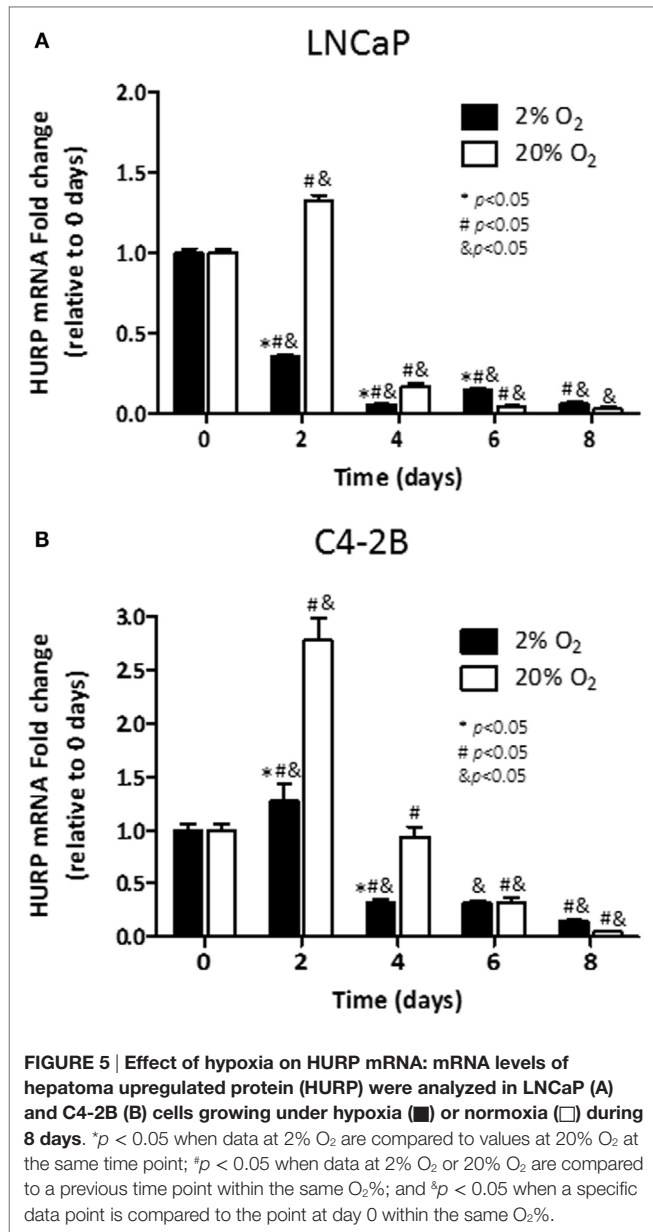 A
LNCaP
HURP mRNA Fold change
(relative to 0 days)
2.0
1.5
1.0
0.5
0.0
2% O₂
20% O₂
* p<0.05
# p<0.05
&p<0.05
#&
*#&
*#&
#&
*#&
#&
#&
&
0 2 4 6 8
Time (days)
B
C4-2B
HURP mRNA Fold change
(relative to 0 days)
3.0
2.5
2.0
1.5
1.0
0.5
0.0
2% O₂
20% O₂
* p<0.05
# p<0.05
&p<0.05
#&
*#&
#
*#&
&
#&
#&
#&
0 2 4 6 8
Time (days)
FIGURE 5 | Effect of hypoxia on HURP mRNA: mRNA levels of
hepatoma upregulated protein (HURP) were analyzed in LNCaP (A)
and C4-2B (B) cells growing under hypoxia (■) or normoxia (□) during
8 days. *p < 0.05 when data at 2% O₂ are compared to values at 20% O₂ at
the same time point; #p < 0.05 when data at 2% O₂ or 20% O₂ are compared
to a previous time point within the same O₂%; and &p < 0.05 when a specific
data point is compared to the point at day 0 within the same O₂%.